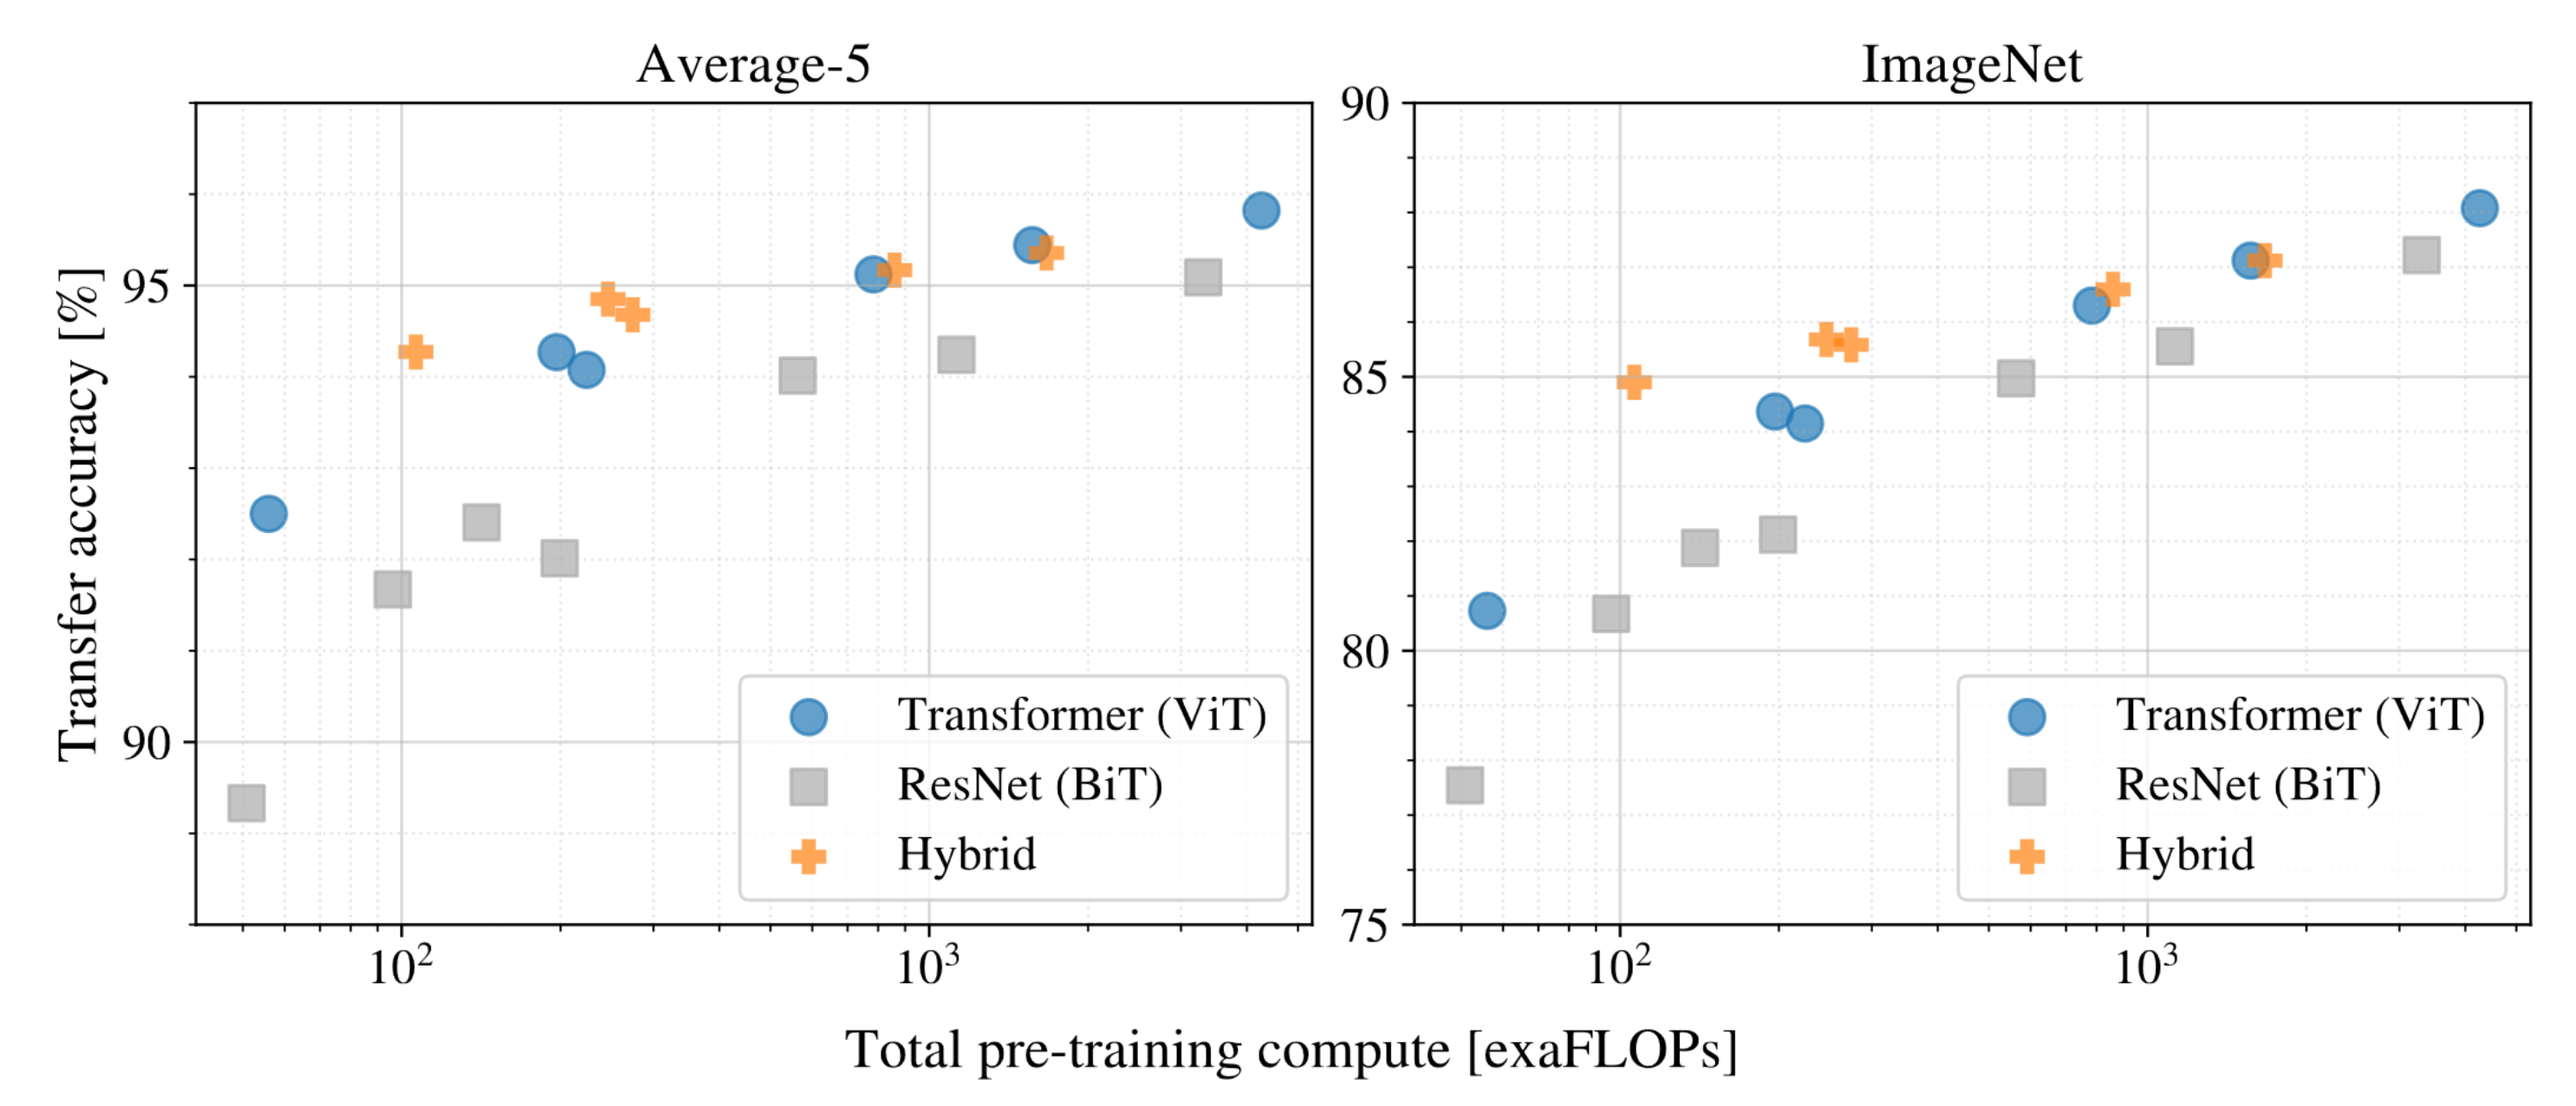 Average-5
Transfer accuracy [%]
95
90
10²
10³
Transformer (ViT)
ResNet (BiT)
Hybrid
ImageNet
90
85
80
75
10²
10³
Transformer (ViT)
ResNet (BiT)
Hybrid
Total pre-training compute [exaFLOPs]